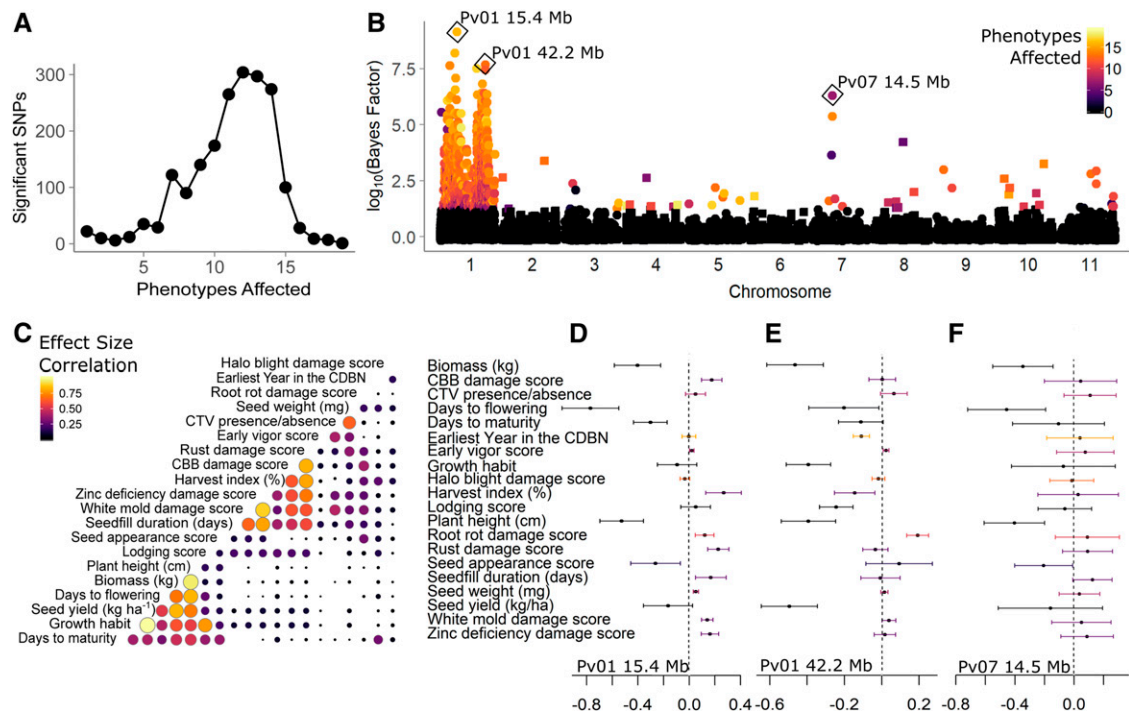 A
Significant SNPs
300
200
100
0
5
10
15
Phenotypes Affected
B
Pv01 15.4 Mb
Pv01 42.2 Mb
Pv07 14.5 Mb
Phenotypes
Affected
15
10
5
0
log10(Bayes Factor)
7.5
5.0
2.5
0.0
1 2 3 4 5 6 7 8 9 10 11
Chromosome
C
Effect Size
Correlation
0.75
0.50
0.25
Halo blight damage score
Earliest Year in the CDBN
Root rot damage score
Seed weight (mg)
CTV presence/absence
Early vigor score
Rust damage score
CBB damage score
Harvest index (%)
Zinc deficiency damage score
White mold damage score
Seedfill duration (days)
Seed appearance score
Lodging score
Plant height (cm)
Biomass (kg)
Days to flowering
Seed yield (kg ha⁻¹)
Growth habit
Days to maturity
D
E
F
Biomass (kg)
CBB damage score
CTV presence/absence
Days to flowering
Days to maturity
Earliest Year in the CDBN
Early vigor score
Growth habit
Halo blight damage score
Harvest index (%)
Lodging score
Plant height (cm)
Root rot damage score
Rust damage score
Seed appearance score
Seedfill duration (days)
Seed weight (mg)
Seed yield (kg/ha)
White mold damage score
Zinc deficiency damage score
Pv01 15.4 Mb
-0.8 -0.4 0.0 0.4
Pv01 42.2 Mb
-0.6 -0.2 0.2
Pv07 14.5 Mb
-0.8 -0.4 0.0